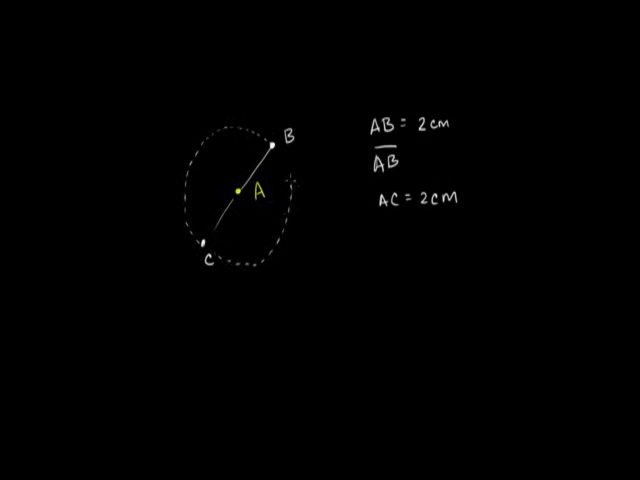 B
AB = 2cm
AB
A
AC = 2cm
C